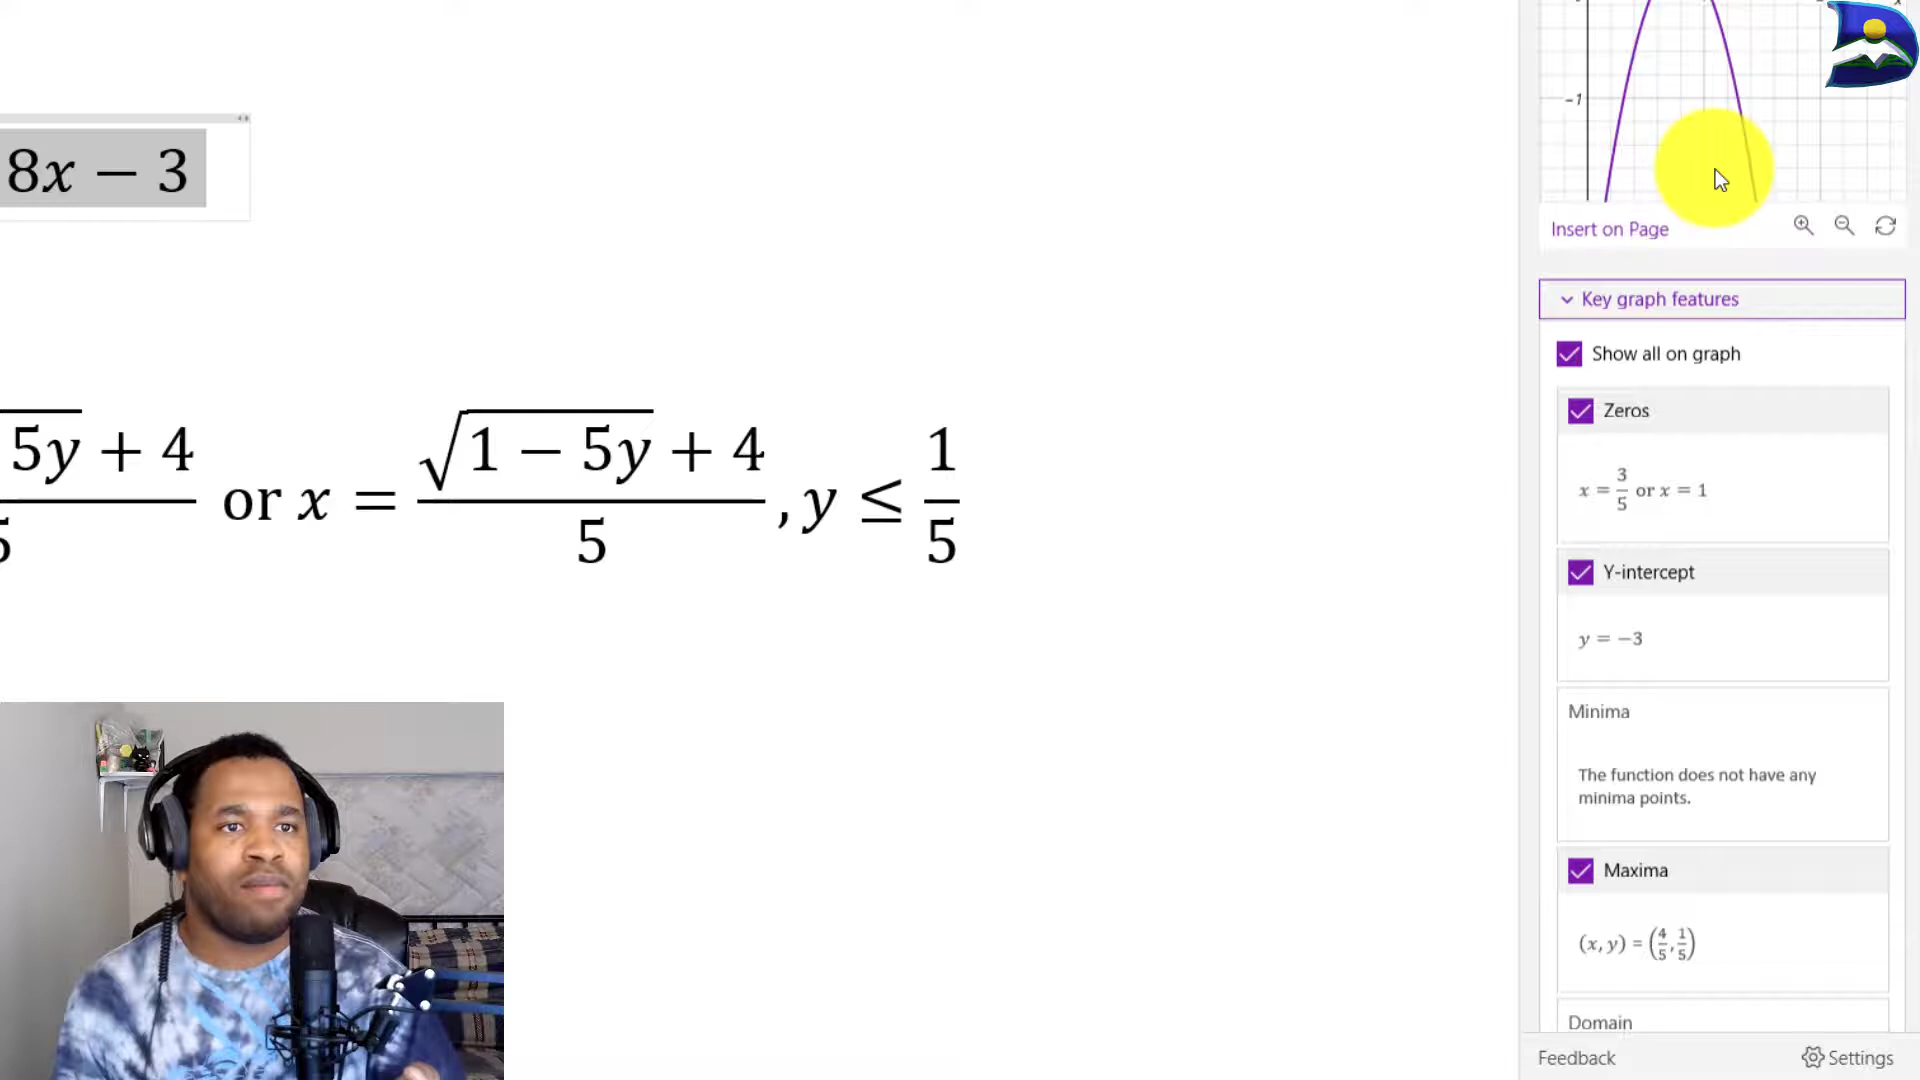 -1
8x − 3
Insert on Page
Key graph features
Show all on graph
Zeros
x = 3/5 or x = 1
5y + 4
5
or x = (√(1 − 5y) + 4)/5 , y ≤ 1/5
Y-intercept
y = −3
Minima
The function does not have any
minima points.
Maxima
(x, y) = (4/5, 1/5)
Domain
Feedback
Settings